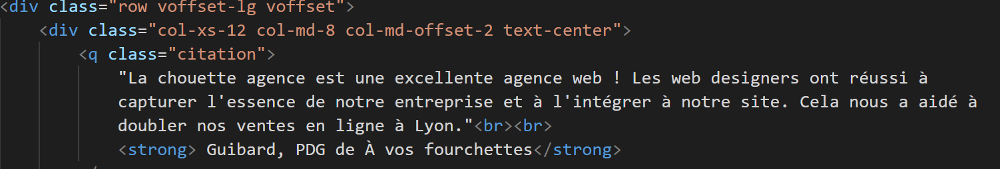 <div class="row voffset-lg voffset">
<div class="col-xs-12 col-md-8 col-md-offset-2 text-center">
<q class="citation">
"La chouette agence est une excellente agence web ! Les web designers ont réussi à
capturer l'essence de notre entreprise et à l'intégrer à notre site. Cela nous a aidé à
doubler nos ventes en ligne à Lyon."<br><br>
<strong> Guibard, PDG de À vos fourchettes</strong>